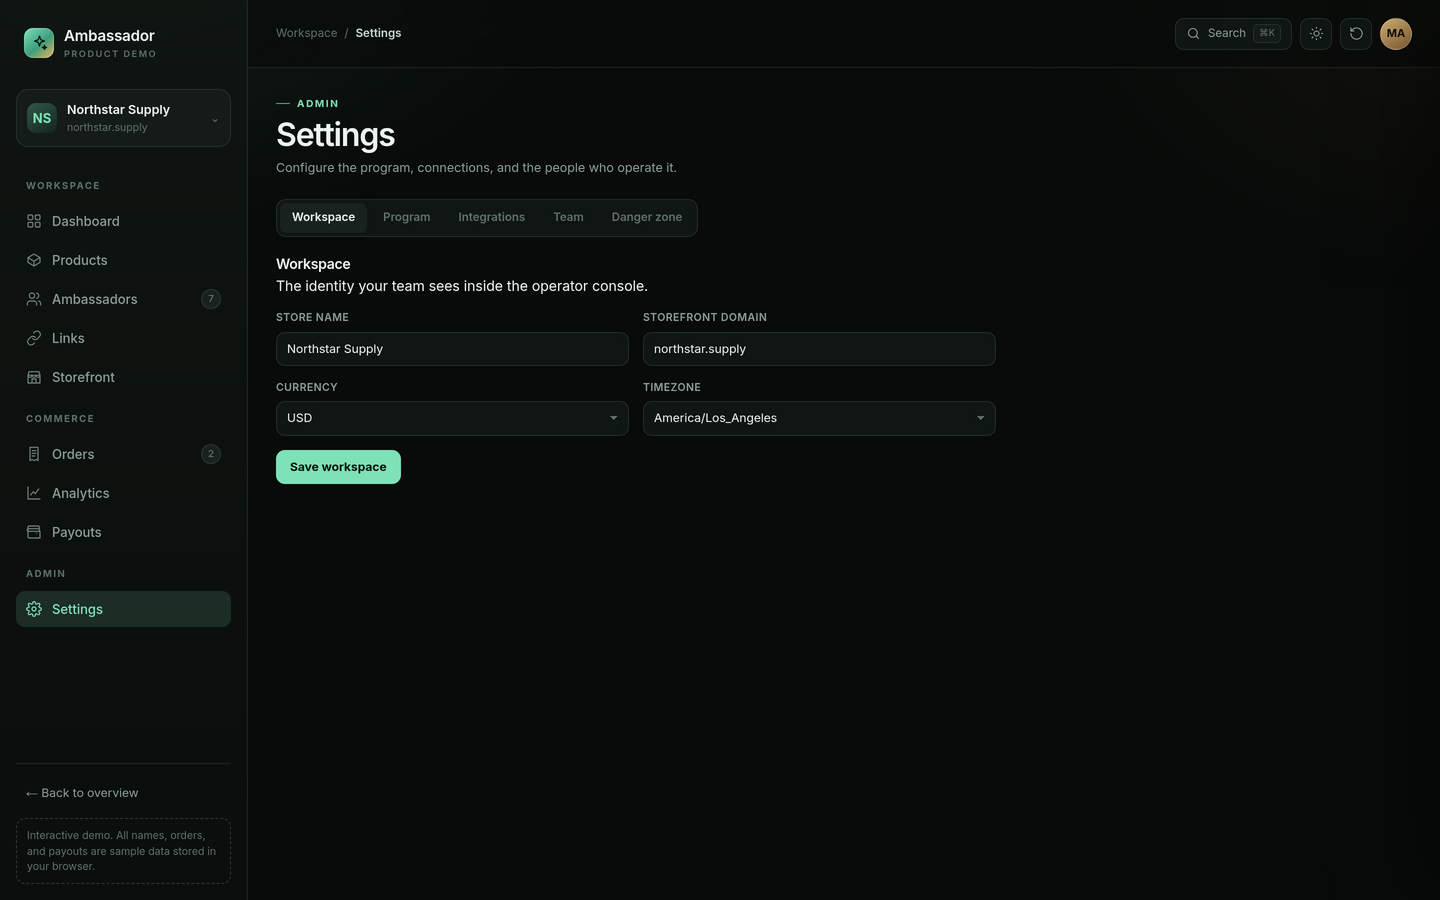 Ambassador
PRODUCT DEMO
NS
Northstar Supply
northstar.supply
WORKSPACE
Dashboard
Products
Ambassadors 7
Links
Storefront
COMMERCE
Orders 2
Analytics
Payouts
ADMIN
Settings
← Back to overview
Interactive demo. All names, orders,
and payouts are sample data stored in
your browser.
Workspace / Settings
Search ⌘K
MA
ADMIN
Settings
Configure the program, connections, and the people who operate it.
Workspace Program Integrations Team Danger zone
Workspace
The identity your team sees inside the operator console.
STORE NAME STOREFRONT DOMAIN
Northstar Supply northstar.supply
CURRENCY TIMEZONE
USD America/Los_Angeles
Save workspace